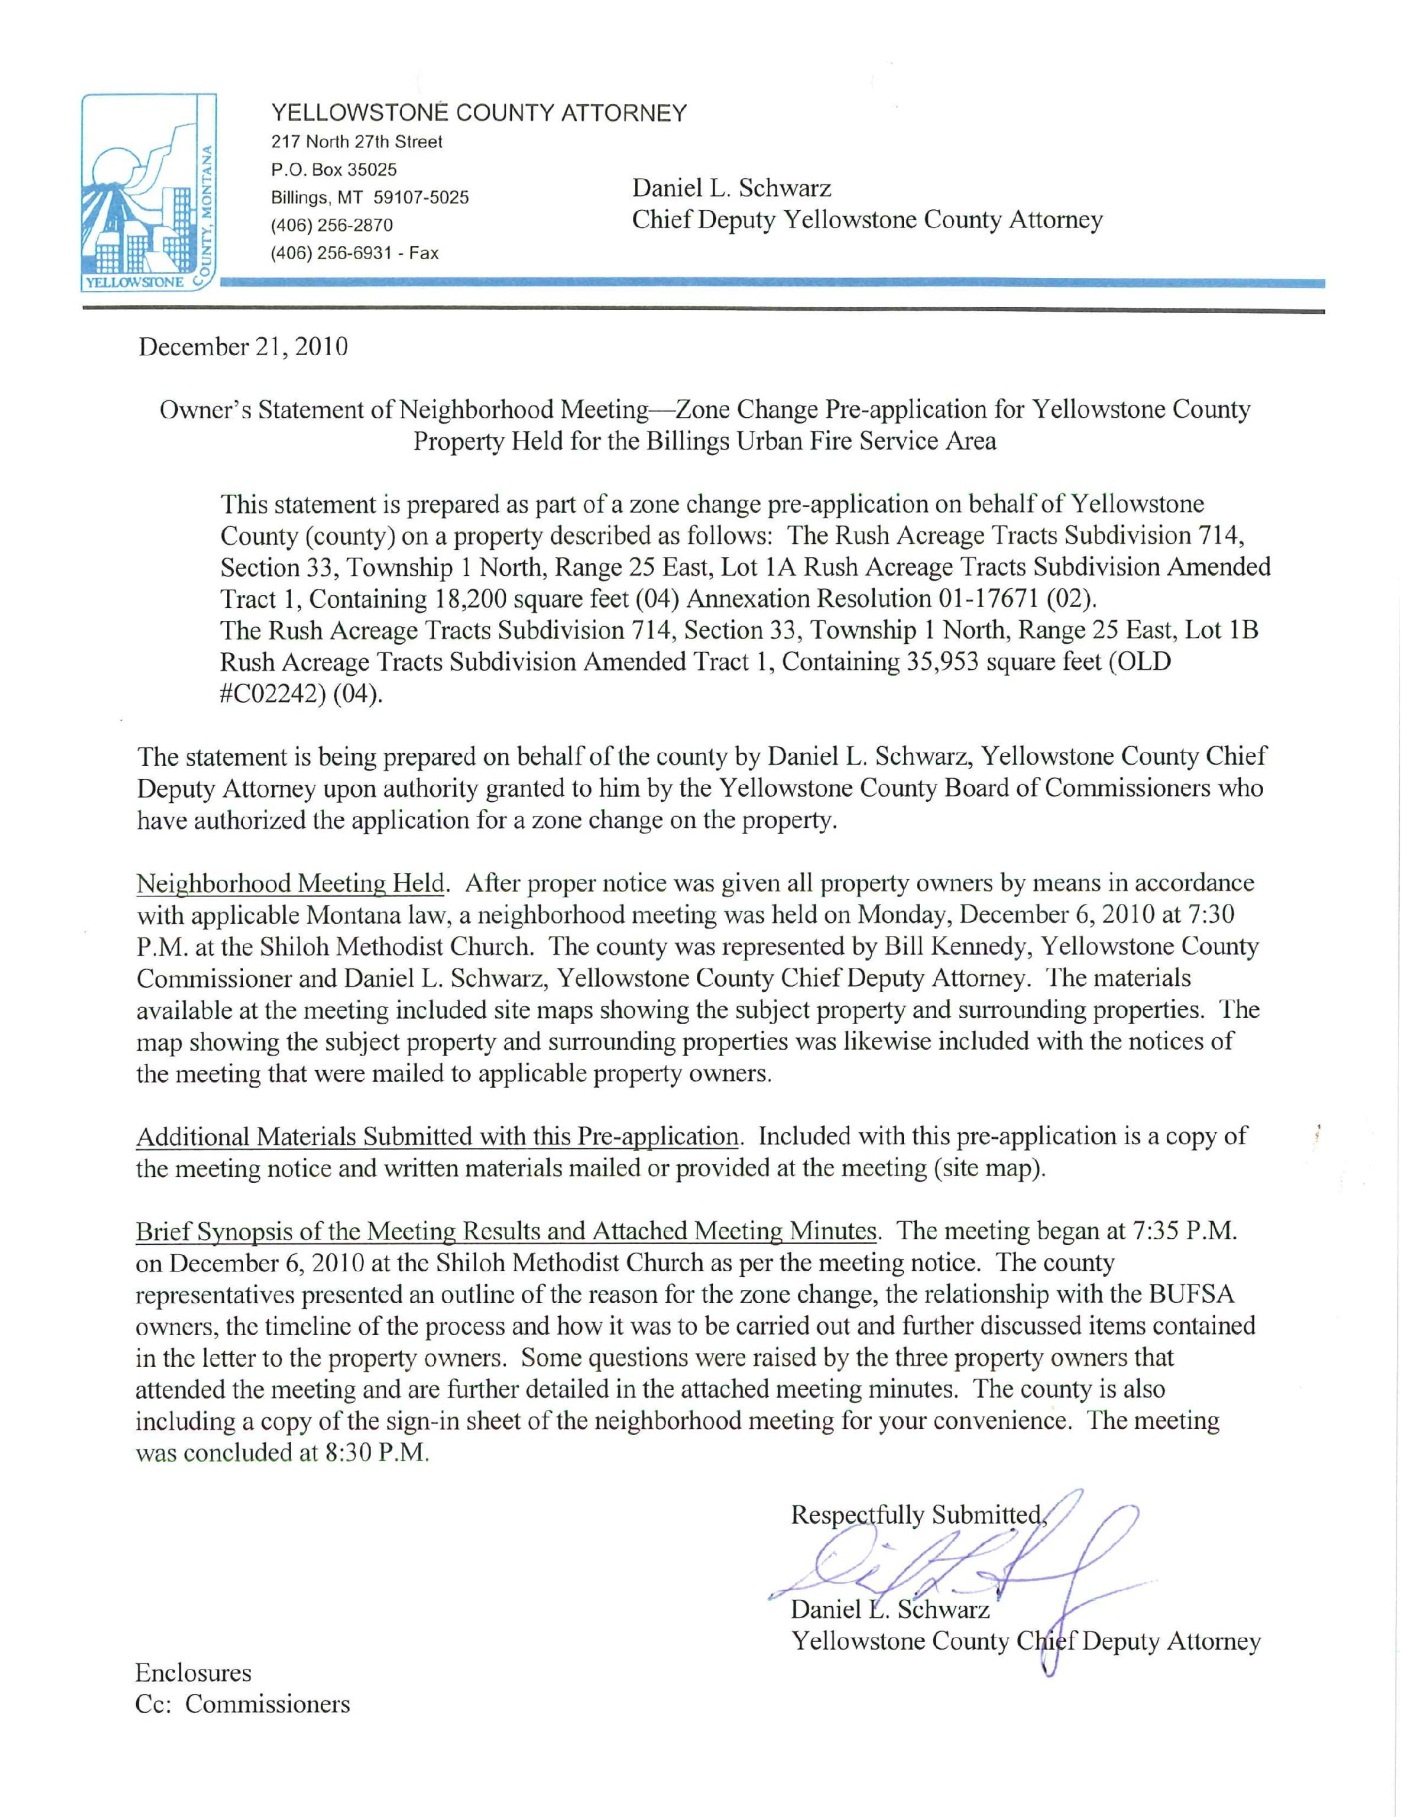 YELLOWSTONE COUNTY, MONTANA
YELLOWSTONE COUNTY ATTORNEY
217 North 27th Street
P.O. Box 35025
Billings, MT 59107-5025
(406) 256-2870
(406) 256-6931 - Fax
Daniel L. Schwarz
Chief Deputy Yellowstone County Attorney
December 21, 2010
Owner's Statement of Neighborhood Meeting—Zone Change Pre-application for Yellowstone County
Property Held for the Billings Urban Fire Service Area
This statement is prepared as part of a zone change pre-application on behalf of Yellowstone
County (county) on a property described as follows: The Rush Acreage Tracts Subdivision 714,
Section 33, Township 1 North, Range 25 East, Lot 1A Rush Acreage Tracts Subdivision Amended
Tract 1, Containing 18,200 square feet (04) Annexation Resolution 01-17671 (02).
The Rush Acreage Tracts Subdivision 714, Section 33, Township 1 North, Range 25 East, Lot 1B
Rush Acreage Tracts Subdivision Amended Tract 1, Containing 35,953 square feet (OLD
#C02242) (04).
The statement is being prepared on behalf of the county by Daniel L. Schwarz, Yellowstone County Chief
Deputy Attorney upon authority granted to him by the Yellowstone County Board of Commissioners who
have authorized the application for a zone change on the property.
Neighborhood Meeting Held. After proper notice was given all property owners by means in accordance
with applicable Montana law, a neighborhood meeting was held on Monday, December 6, 2010 at 7:30
P.M. at the Shiloh Methodist Church. The county was represented by Bill Kennedy, Yellowstone County
Commissioner and Daniel L. Schwarz, Yellowstone County Chief Deputy Attorney. The materials
available at the meeting included site maps showing the subject property and surrounding properties. The
map showing the subject property and surrounding properties was likewise included with the notices of
the meeting that were mailed to applicable property owners.
Additional Materials Submitted with this Pre-application. Included with this pre-application is a copy of
the meeting notice and written materials mailed or provided at the meeting (site map).
Brief Synopsis of the Meeting Results and Attached Meeting Minutes. The meeting began at 7:35 P.M.
on December 6, 2010 at the Shiloh Methodist Church as per the meeting notice. The county
representatives presented an outline of the reason for the zone change, the relationship with the BUFSA
owners, the timeline of the process and how it was to be carried out and further discussed items contained
in the letter to the property owners. Some questions were raised by the three property owners that
attended the meeting and are further detailed in the attached meeting minutes. The county is also
including a copy of the sign-in sheet of the neighborhood meeting for your convenience. The meeting
was concluded at 8:30 P.M.
Respectfully Submitted,
Daniel L. Schwarz
Yellowstone County Chief Deputy Attorney
Enclosures
Cc: Commissioners